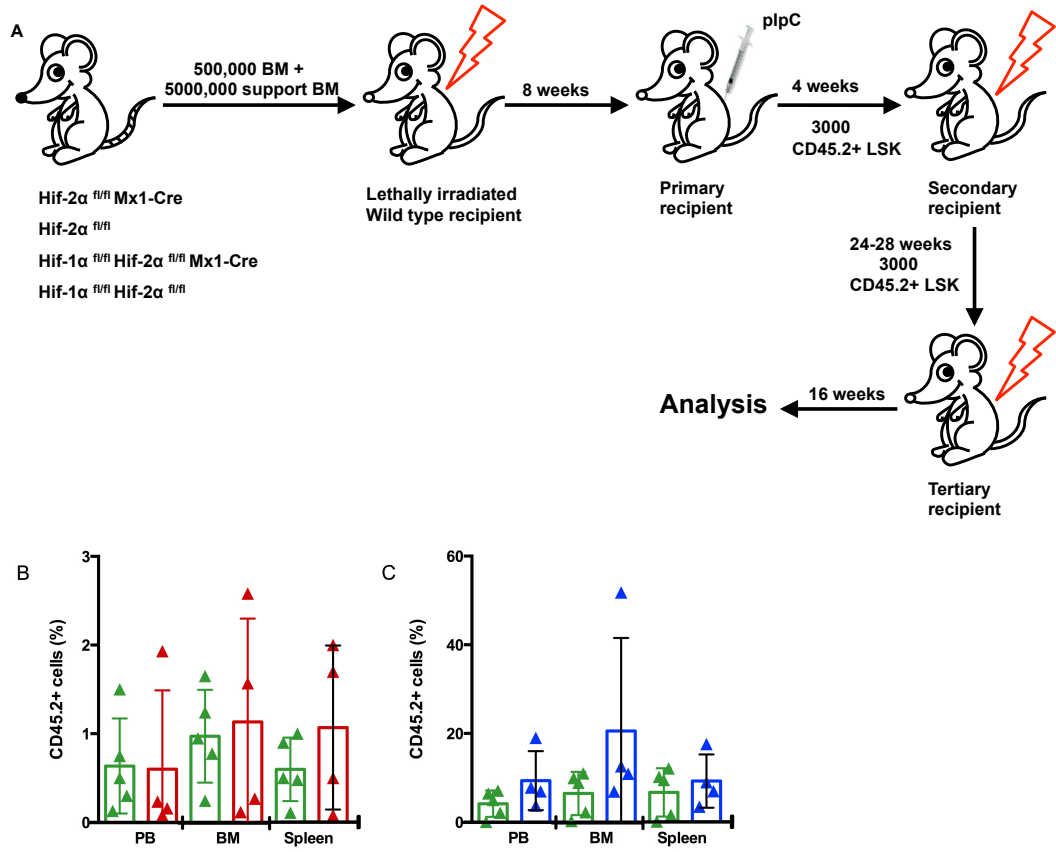 A
500,000 BM +
5000,000 support BM
8 weeks
pIpC
4 weeks
3000
CD45.2+ LSK
Hif-2α fl/fl Mx1-Cre
Hif-2α fl/fl
Hif-1α fl/fl Hif-2α fl/fl Mx1-Cre
Hif-1α fl/fl Hif-2α fl/fl
Lethally irradiated
Wild type recipient
Primary
recipient
Secondary
recipient
24-28 weeks
3000
CD45.2+ LSK
Analysis
16 weeks
Tertiary
recipient
B
CD45.2+ cells (%)
3
2
1
0
PB
BM
Spleen
C
CD45.2+ cells (%)
60
40
20
0
PB
BM
Spleen